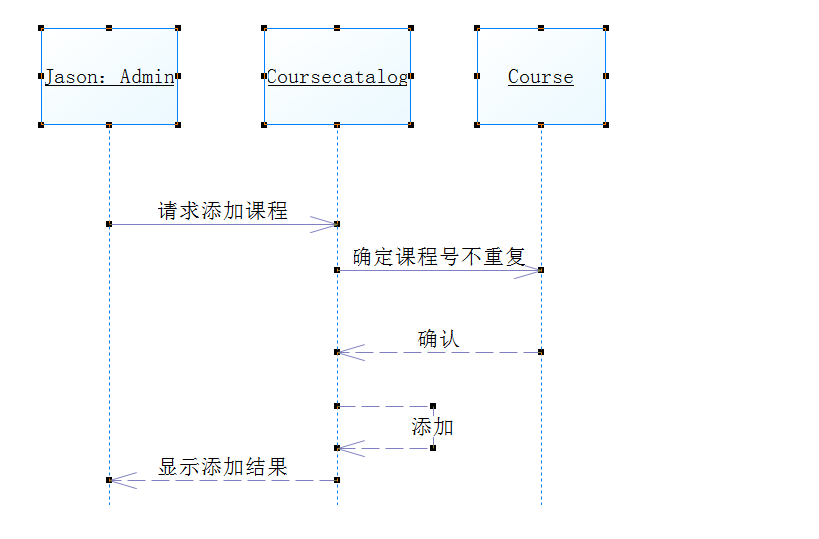 Jason：Admin
Coursecatalog
Course
请求添加课程
确定课程号不重复
确认
添加
显示添加结果